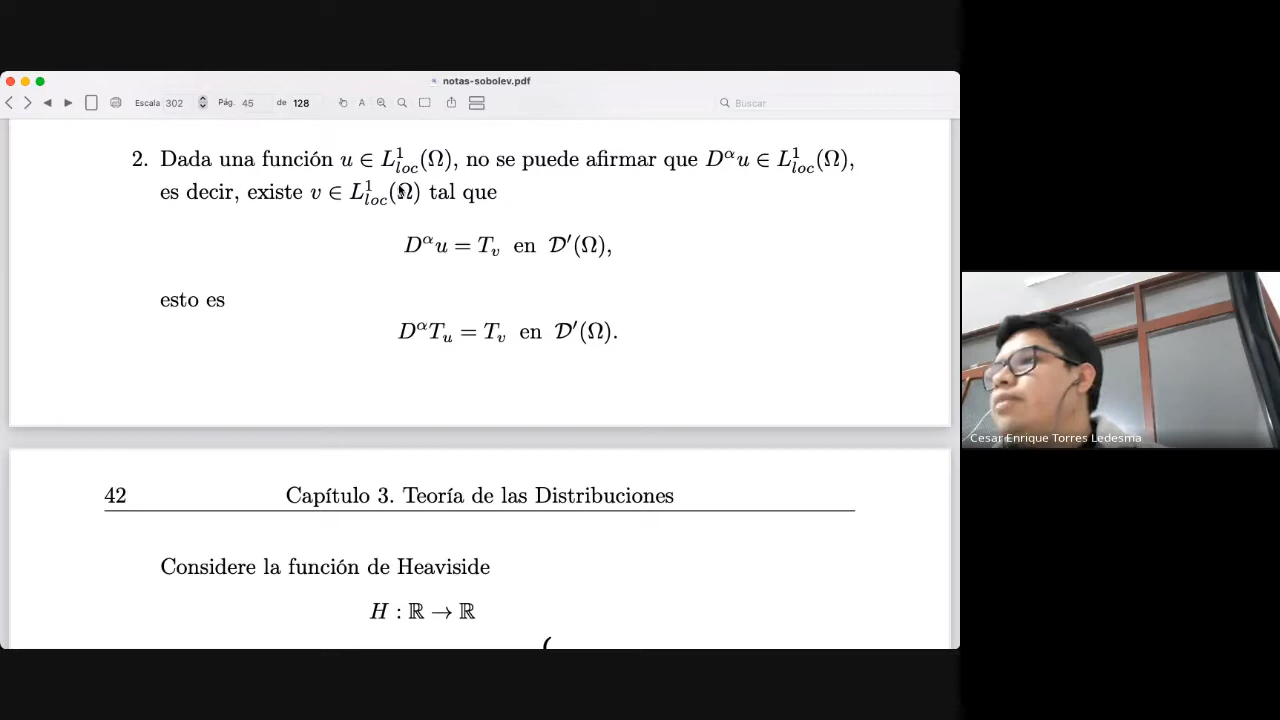 notas-sobolev.pdf
Escala 302 Pág. 45 de 128 A Buscar
2. Dada una función u ∈ L¹_loc(Ω), no se puede afirmar que D^α u ∈ L¹_loc(Ω),
es decir, existe v ∈ L¹_loc(Ω) tal que
D^α u = T_v en 𝒟′(Ω),
esto es
D^α T_u = T_v en 𝒟′(Ω).
42 Capítulo 3. Teoría de las Distribuciones
Considere la función de Heaviside
H : ℝ → ℝ
Cesar Enrique Torres Ledesma